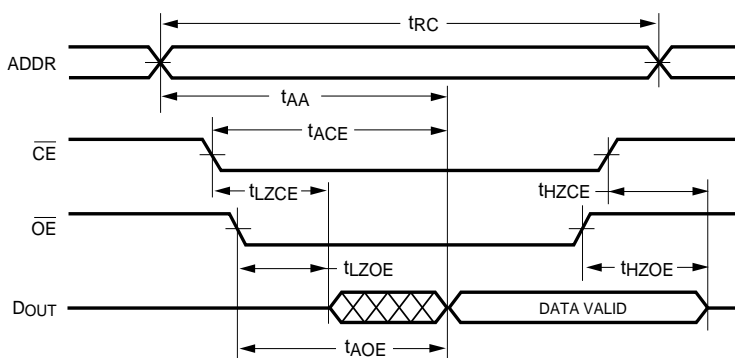 tRC
ADDR
tAA
tACE
CE
tLZCE
tHZCE
OE
tLZOE
tHZOE
DOUT
DATA VALID
tAOE